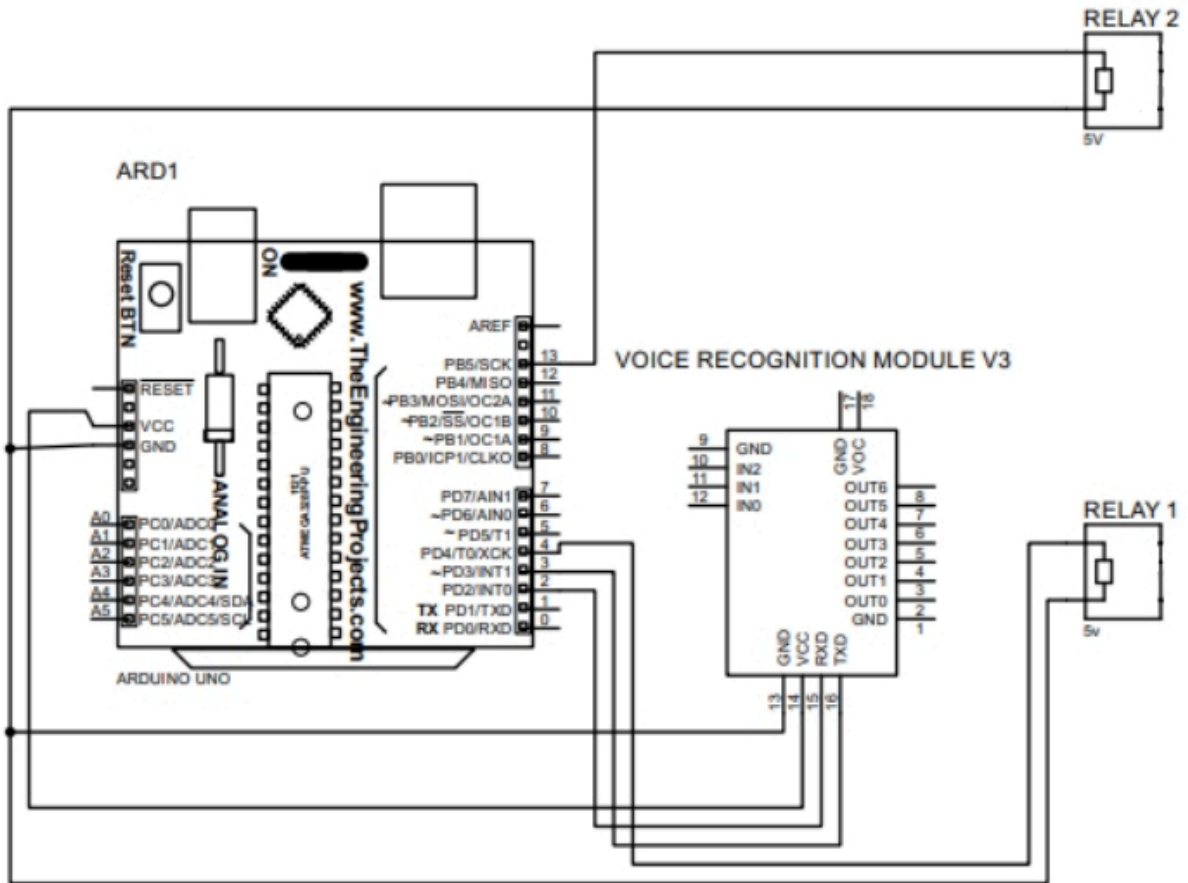 RELAY 2
5V
ARD1
Reset BTN
ON
www.TheEngineeringProjects.com
RESET
VCC
GND
ANALOG IN
A0 PC0/ADC0
A1 PC1/ADC1
A2 PC2/ADC2
A3 PC3/ADC3
A4 PC4/ADC4/SDA
A5 PC5/ADC5/SCL
AREF
PB5/SCK 13
PB4/MISO 12
~PB3/MOSI/OC2A 11
~PB2/SS/OC1B 10
~PB1/OC1A 9
PB0/ICP1/CLKO 8
PD7/AIN1 7
~PD6/AIN0 6
~PD5/T1 5
PD4/T0/XCK 4
~PD3/INT1 3
PD2/INT0 2
TX PD1/TXD 1
RX PD0/RXD 0
ARDUINO UNO
VOICE RECOGNITION MODULE V3
17
18
GND
VCC
9 GND
10 IN2
11 IN1
12 IN0
OUT6 8
OUT5 7
OUT4 6
OUT3 5
OUT2 4
OUT1 3
OUT0 2
GND 1
GND
VCC
RXD
TXD
13
14
15
16
RELAY 1
5v